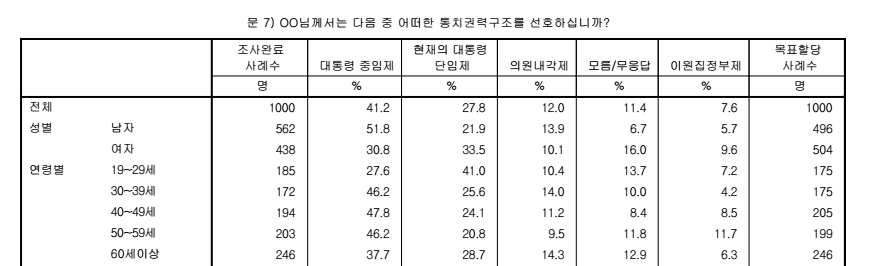 문 7) OO님께서는 다음 중 어떠한 통치권력구조를 선호하십니까?
조사완료 사례수 대통령 중임제 현재의 대통령 단임제 의원내각제 모름/무응답 이원집정부제 목표할당 사례수
명 % % % % % 명
전체 1000 41.2 27.8 12.0 11.4 7.6 1000
성별 남자 562 51.8 21.9 13.9 6.7 5.7 496
여자 438 30.8 33.5 10.1 16.0 9.6 504
연령별 19~29세 185 27.6 41.0 10.4 13.7 7.2 175
30~39세 172 46.2 25.6 14.0 10.0 4.2 175
40~49세 194 47.8 24.1 11.2 8.4 8.5 205
50~59세 203 46.2 20.8 9.5 11.8 11.7 199
60세이상 246 37.7 28.7 14.3 12.9 6.3 246